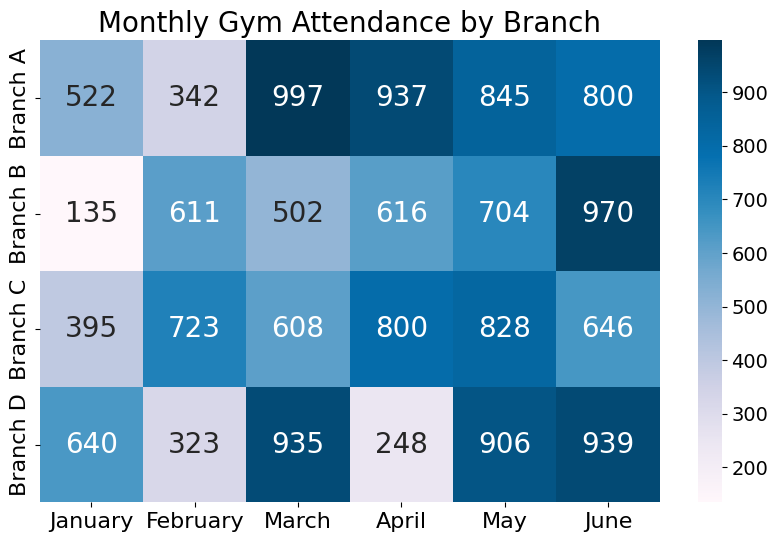 Monthly Gym Attendance by Branch
Branch A
522 342 997 937 845 800
Branch B
135 611 502 616 704 970
Branch C
395 723 608 800 828 646
Branch D
640 323 935 248 906 939
January February March April May June
900
800
700
600
500
400
300
200